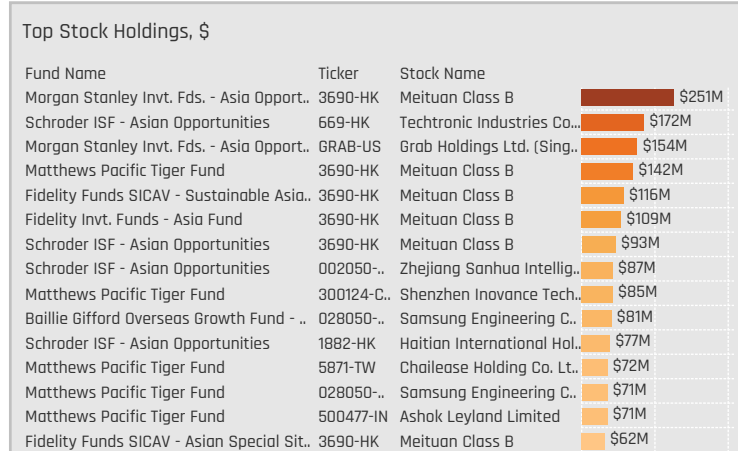 Top Stock Holdings, $
Fund Name Ticker Stock Name
Morgan Stanley Invt. Fds. - Asia Opport.. 3690-HK Meituan Class B $251M
Schroder ISF - Asian Opportunities 669-HK Techtronic Industries Co... $172M
Morgan Stanley Invt. Fds. - Asia Opport.. GRAB-US Grab Holdings Ltd. (Sing.. $154M
Matthews Pacific Tiger Fund 3690-HK Meituan Class B $142M
Fidelity Funds SICAV - Sustainable Asia.. 3690-HK Meituan Class B $116M
Fidelity Invt. Funds - Asia Fund 3690-HK Meituan Class B $109M
Schroder ISF - Asian Opportunities 3690-HK Meituan Class B $93M
Schroder ISF - Asian Opportunities 002050-.. Zhejiang Sanhua Intellig.. $87M
Matthews Pacific Tiger Fund 300124-C.. Shenzhen Inovance Tech.. $85M
Baillie Gifford Overseas Growth Fund - .. 028050-.. Samsung Engineering C.. $81M
Schroder ISF - Asian Opportunities 1882-HK Haitian International Hol.. $77M
Matthews Pacific Tiger Fund 5871-TW Chailease Holding Co. Lt.. $72M
Matthews Pacific Tiger Fund 028050-.. Samsung Engineering C.. $71M
Matthews Pacific Tiger Fund 500477-IN Ashok Leyland Limited $71M
Fidelity Funds SICAV - Asian Special Sit.. 3690-HK Meituan Class B $62M